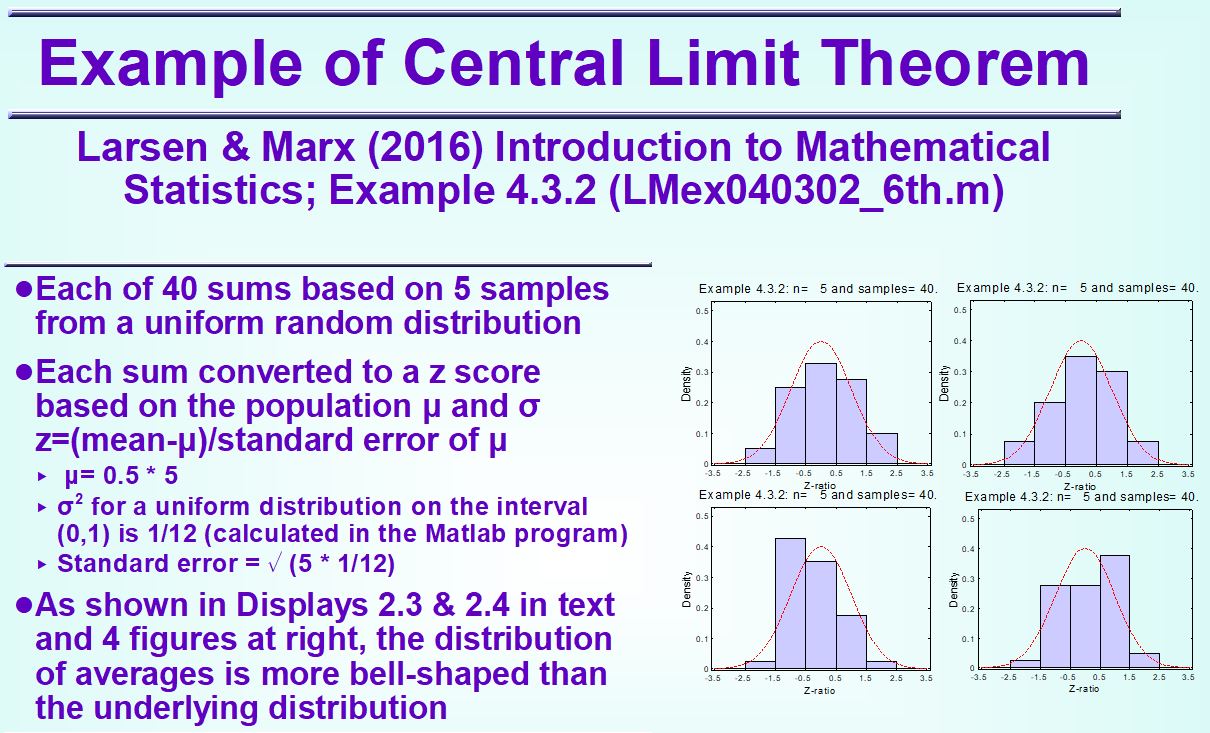 Example of Central Limit Theorem
Larsen & Marx (2016) Introduction to Mathematical
Statistics; Example 4.3.2 (LMex040302_6th.m)
●Each of 40 sums based on 5 samples
from a uniform random distribution
●Each sum converted to a z score
based on the population μ and σ
z=(mean-μ)/standard error of μ
▸ μ= 0.5 * 5
▸ σ² for a uniform distribution on the interval
(0,1) is 1/12 (calculated in the Matlab program)
▸ Standard error = √ (5 * 1/12)
●As shown in Displays 2.3 & 2.4 in text
and 4 figures at right, the distribution
of averages is more bell-shaped than
the underlying distribution
Example 4.3.2: n= 5 and samples= 40.
0.5
0.4
0.3
0.2
0.1
0
Density
-3.5 -2.5 -1.5 -0.5 0.5 1.5 2.5 3.5
Z-ratio
Example 4.3.2: n= 5 and samples= 40.
0.5
0.4
0.3
0.2
0.1
0
Density
-3.5 -2.5 -1.5 -0.5 0.5 1.5 2.5 3.5
Z-ratio
Example 4.3.2: n= 5 and samples= 40.
0.5
0.4
0.3
0.2
0.1
0
Density
-3.5 -2.5 -1.5 -0.5 0.5 1.5 2.5 3.5
Z-ratio
Example 4.3.2: n= 5 and samples= 40.
0.5
0.4
0.3
0.2
0.1
0
Density
-3.5 -2.5 -1.5 -0.5 0.5 1.5 2.5 3.5
Z-ratio